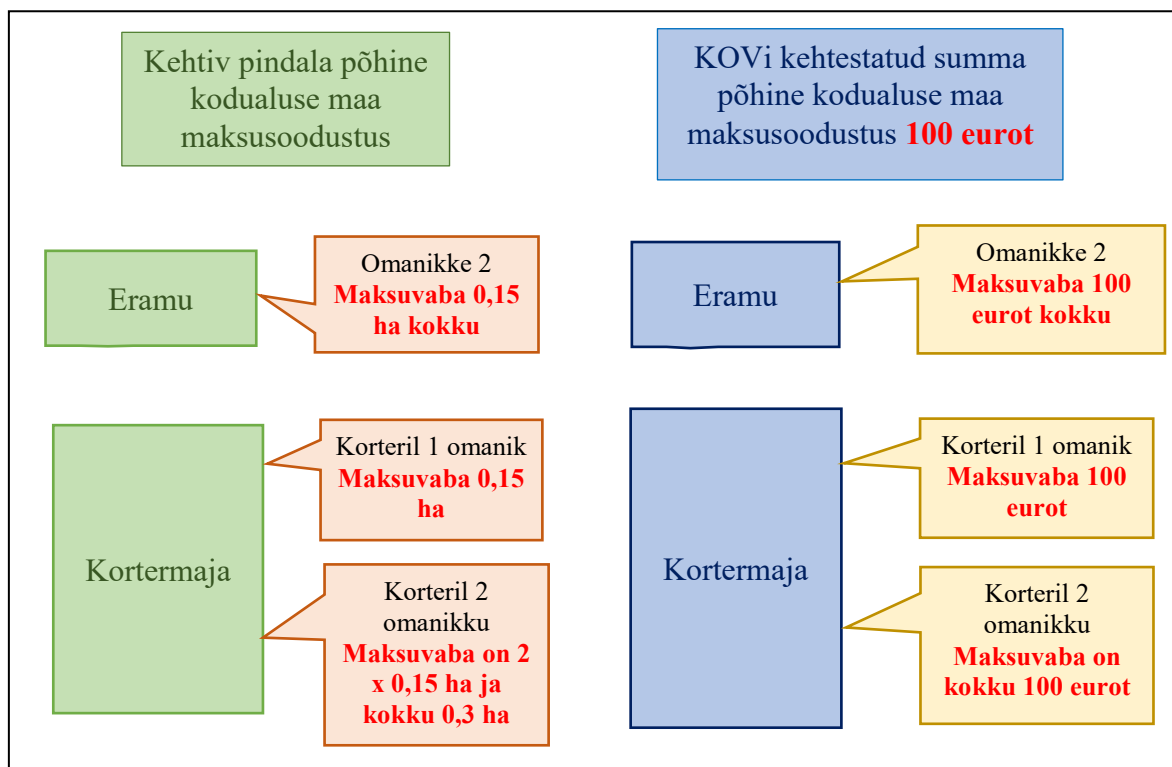 Kehtiv pindala põhine
kodualuse maa
maksusoodustus
KOVi kehtestatud summa
põhine kodualuse maa
maksusoodustus 100 eurot
Eramu
Omanikke 2
Maksuvaba 0,15
ha kokku
Eramu
Omanikke 2
Maksuvaba 100
eurot kokku
Kortermaja
Korteril 1 omanik
Maksuvaba 0,15
ha
Korteril 2
omanikku
Maksuvaba on 2
x 0,15 ha ja
kokku 0,3 ha
Kortermaja
Korteril 1 omanik
Maksuvaba 100
eurot
Korteril 2
omanikku
Maksuvaba on
kokku 100 eurot